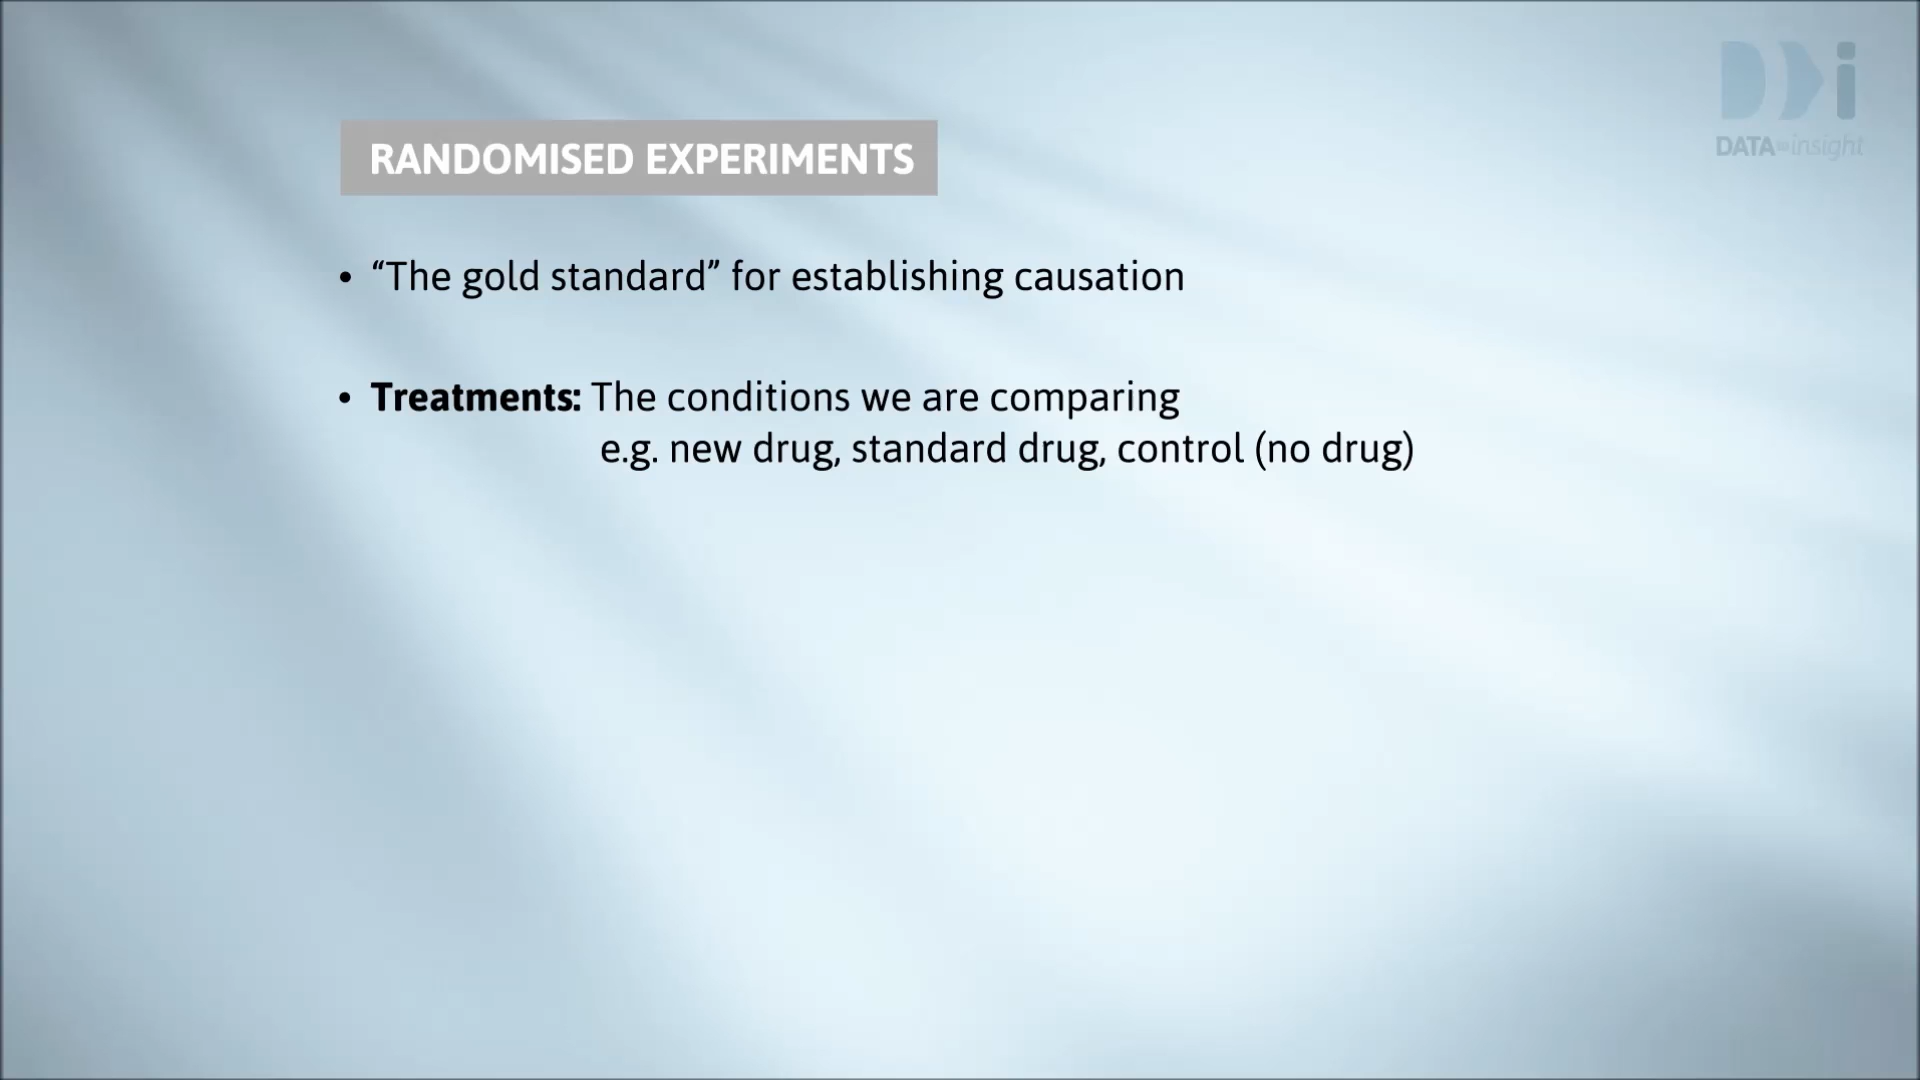 RANDOMISED EXPERIMENTS
• “The gold standard” for establishing causation
• Treatments: The conditions we are comparing
e.g. new drug, standard drug, control (no drug)
DDi
DATA to insight